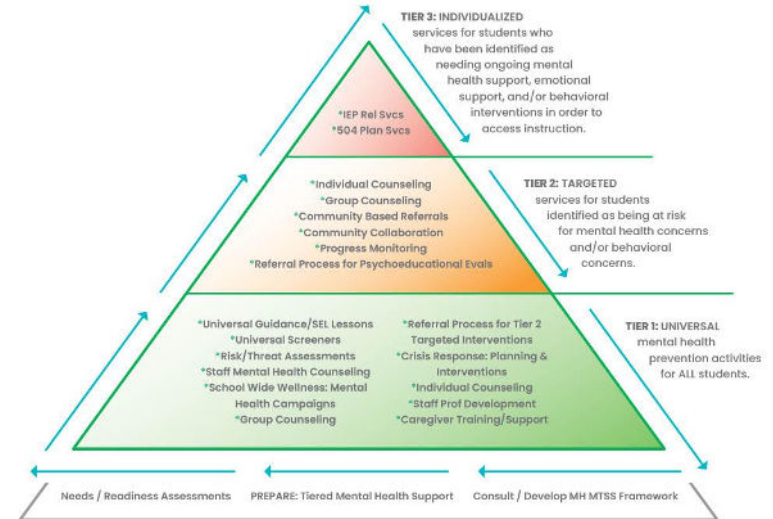 TIER 3: INDIVIDUALIZED
services for students who
have been identified as
needing ongoing mental
health support, emotional
support, and/or behavioral
interventions in order to
access instruction.
*IEP Rel Svcs
*504 Plan Svcs
TIER 2: TARGETED
services for students
identified as being at risk
for mental health concerns
and/or behavioral
concerns.
*Individual Counseling
*Group Counseling
*Community Based Referrals
*Community Collaboration
*Progress Monitoring
*Referral Process for Psychoeducational Evals
TIER 1: UNIVERSAL
mental health
prevention activities
for ALL students.
*Universal Guidance/SEL Lessons
*Universal Screeners
*Risk/Threat Assessments
*Staff Mental Health Counseling
*School Wide Wellness: Mental
Health Campaigns
*Group Counseling
*Referral Process for Tier 2
Targeted Interventions
*Crisis Response: Planning &
Interventions
*Individual Counseling
*Staff Prof Development
*Caregiver Training/Support
Needs / Readiness Assessments
PREPARE: Tiered Mental Health Support
Consult / Develop MH MTSS Framework